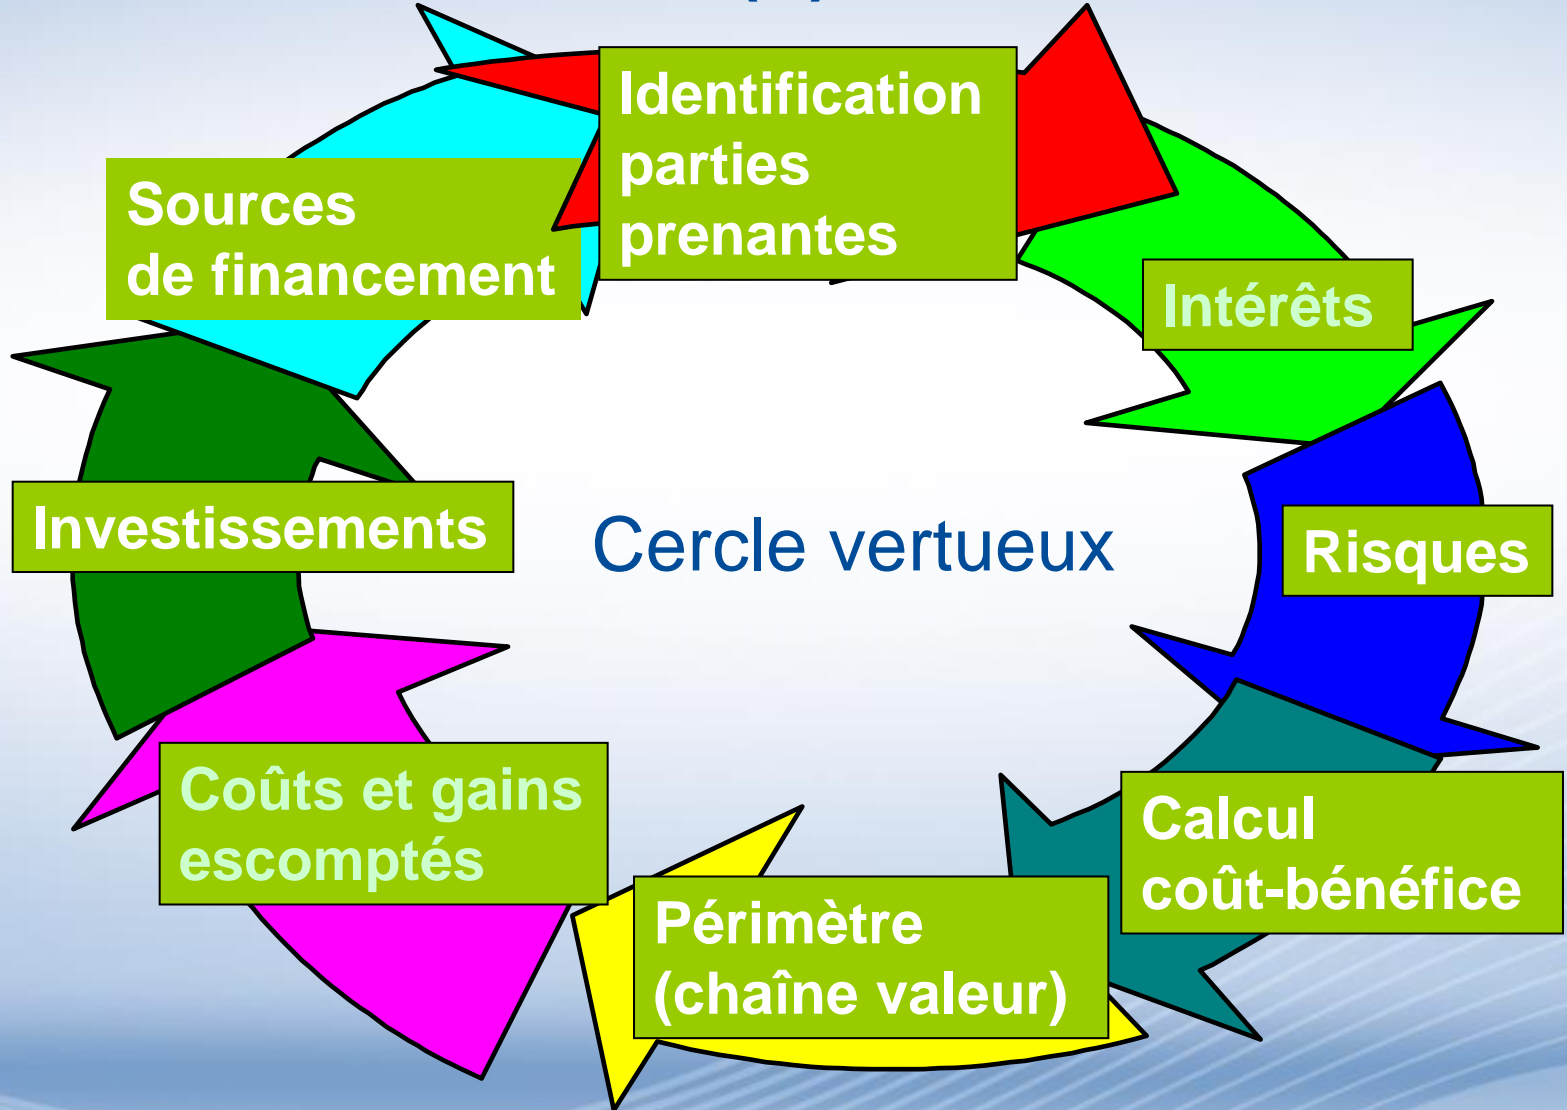 Identification
parties
prenantes
Sources
de financement
Intérêts
Investissements
Cercle vertueux
Risques
Coûts et gains
escomptés
Calcul
coût-bénéfice
Périmètre
(chaîne valeur)